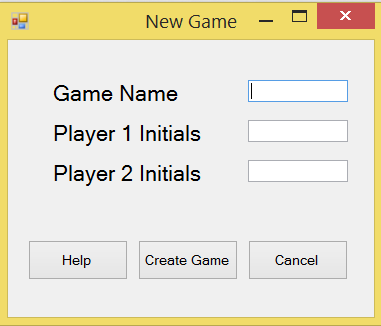 New Game
Game Name
Player 1 Initials
Player 2 Initials
Help Create Game Cancel